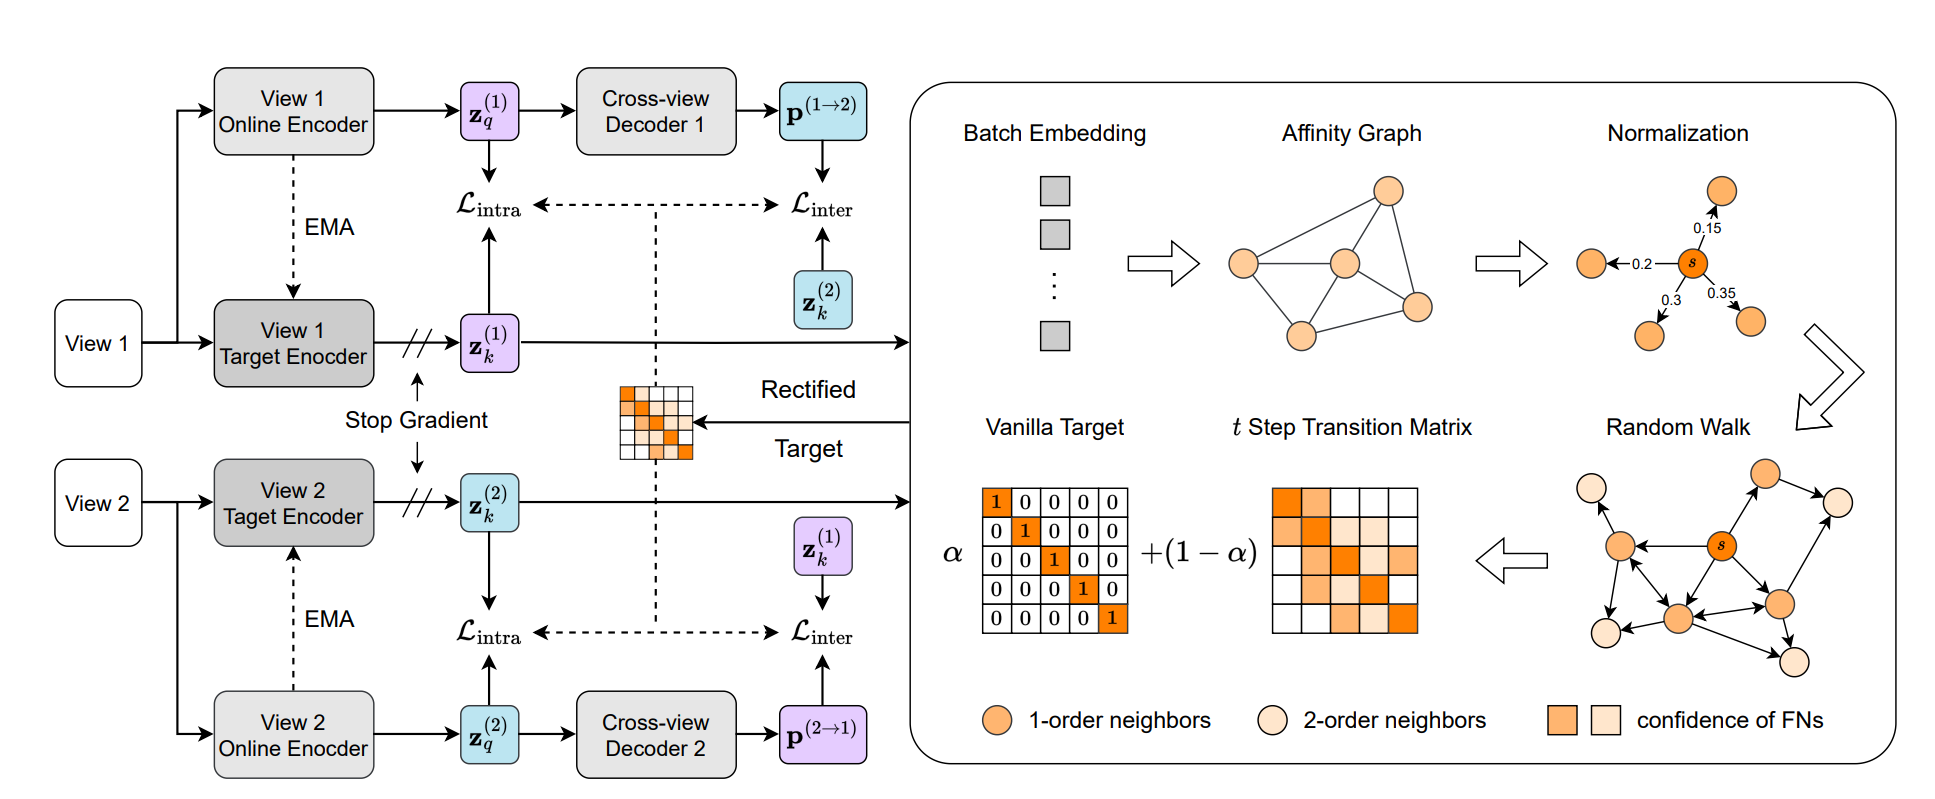 View 1
Online Encoder
z_q^(1)
Cross-view
Decoder 1
p^(1→2)
ℒ_intra
ℒ_inter
EMA
z_k^(2)
View 1
View 1
Target Enocder
z_k^(1)
Stop Gradient
Rectified
Target
View 2
View 2
Taget Encoder
z_k^(2)
z_k^(1)
EMA
ℒ_intra
ℒ_inter
View 2
Online Enocder
z_q^(2)
Cross-view
Decoder 2
p^(2→1)
Batch Embedding
Affinity Graph
Normalization
⋮
0.15
0.2
s
0.3
0.35
Vanilla Target
t Step Transition Matrix
Random Walk
α
1 0 0 0 0
0 1 0 0 0
0 0 1 0 0
0 0 0 1 0
0 0 0 0 1
+(1 − α)
s
1-order neighbors
2-order neighbors
confidence of FNs